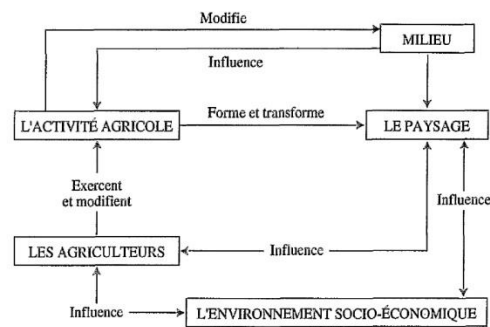 Modifie
MILIEU
Influence
Forme et transforme
L'ACTIVITÉ AGRICOLE
LE PAYSAGE
Exercent
et modifient
Influence
LES AGRICULTEURS
Influence
Influence
L'ENVIRONNEMENT SOCIO-ÉCONOMIQUE